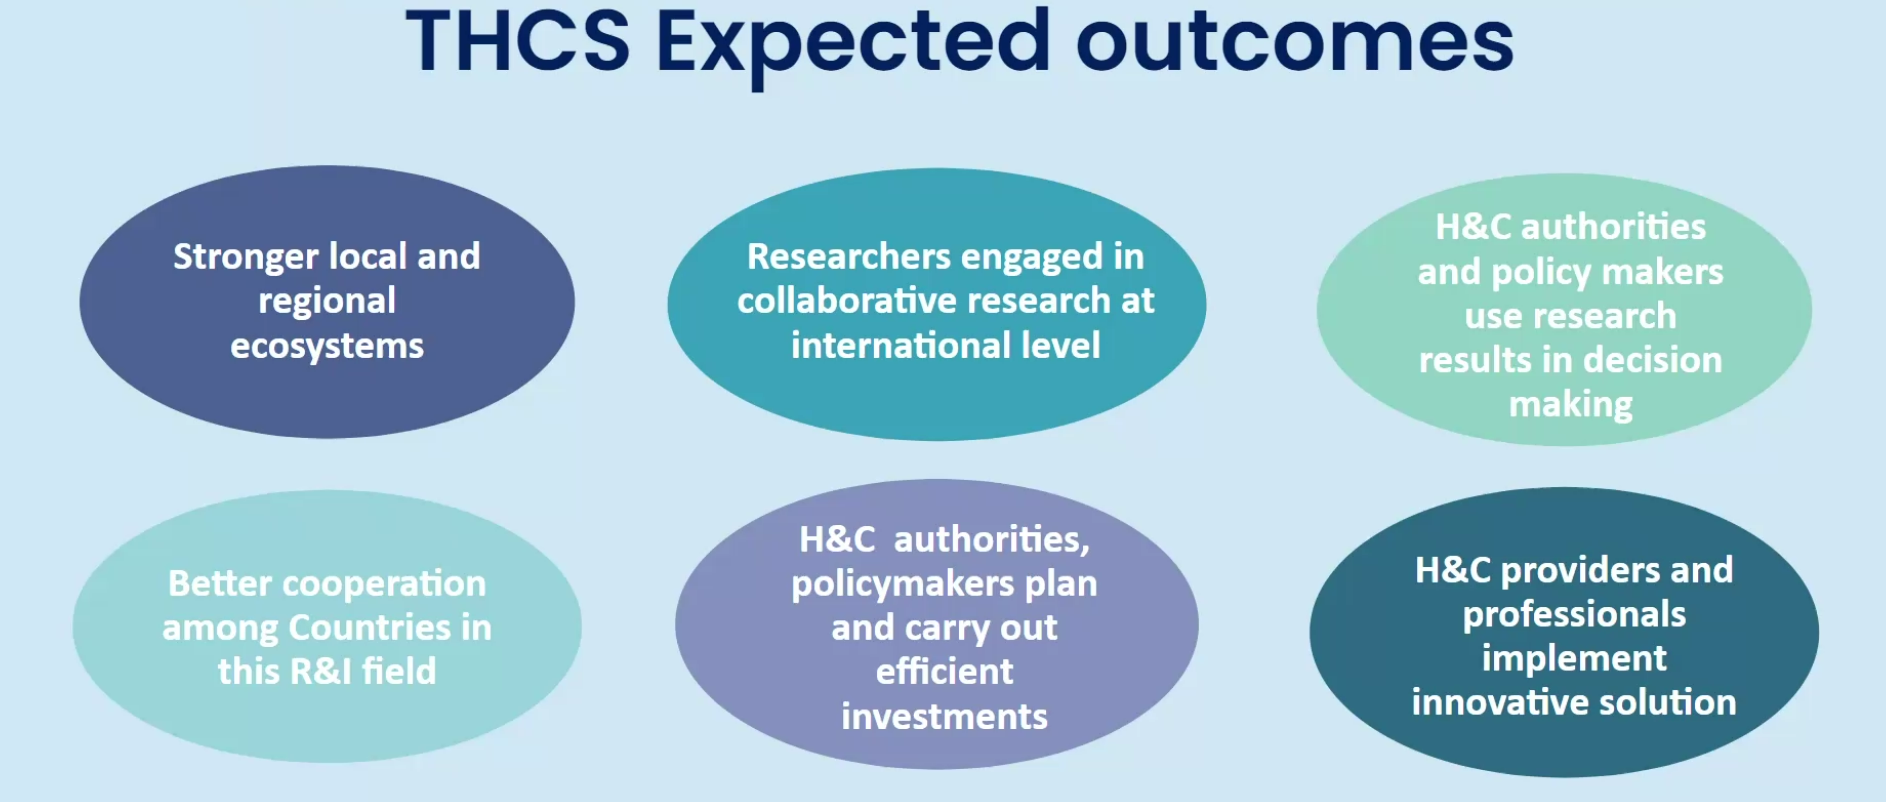 THCS Expected outcomes
Stronger local and
regional
ecosystems
Researchers engaged in
collaborative research at
international level
H&C authorities
and policy makers
use research
results in decision
making
Better cooperation
among Countries in
this R&I field
H&C  authorities,
policymakers plan
and carry out
efficient
investments
H&C providers and
professionals
implement
innovative solution